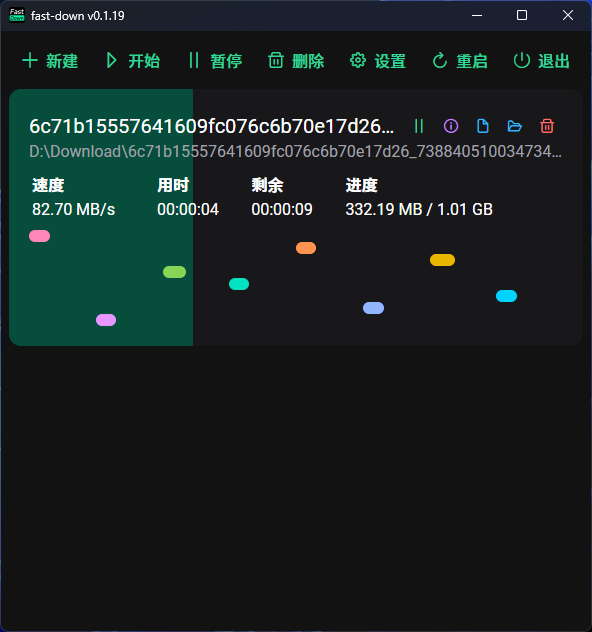 Fast
Down
fast-down v0.1.19
新建 开始 暂停 删除 设置 重启 退出
6c71b15557641609fc076c6b70e17d26...
D:\Download\6c71b15557641609fc076c6b70e17d26_738840510034734...
速度 用时 剩余 进度
82.70 MB/s 00:00:04 00:00:09 332.19 MB / 1.01 GB